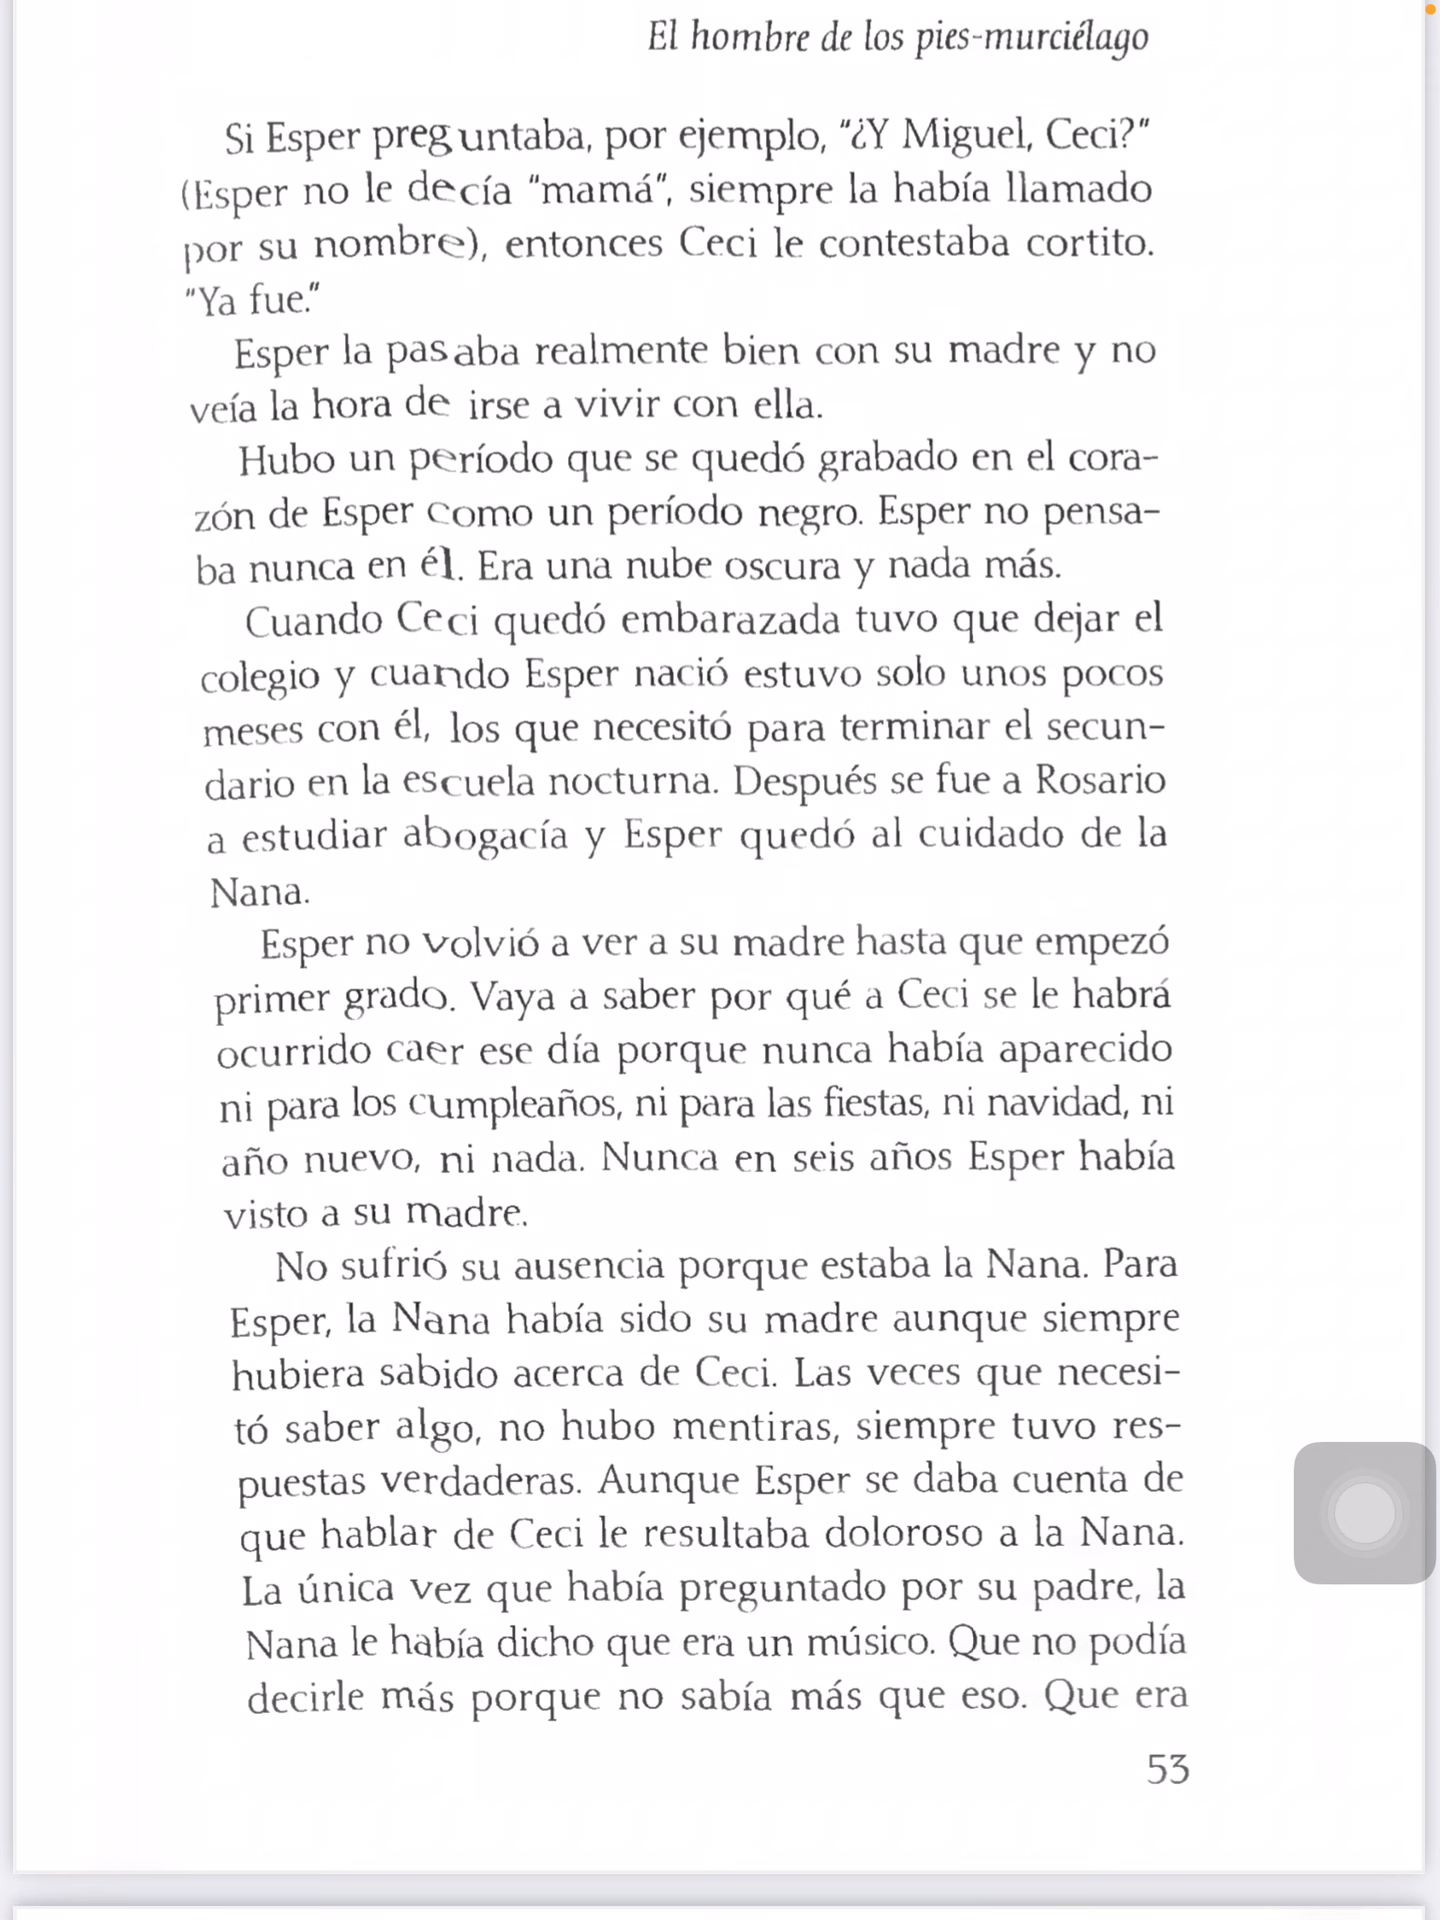 El hombre de los pies-murciélago
Si Esper preguntaba, por ejemplo, "¿Y Miguel, Ceci?"
(Esper no le decía "mamá", siempre la había llamado
por su nombre), entonces Ceci le contestaba cortito.
"Ya fue."
Esper la pasaba realmente bien con su madre y no
veía la hora de irse a vivir con ella.
Hubo un período que se quedó grabado en el cora-
zón de Esper como un período negro. Esper no pensa-
ba nunca en él. Era una nube oscura y nada más.
Cuando Ceci quedó embarazada tuvo que dejar el
colegio y cuando Esper nació estuvo solo unos pocos
meses con él, los que necesitó para terminar el secun-
dario en la escuela nocturna. Después se fue a Rosario
a estudiar abogacía y Esper quedó al cuidado de la
Nana.
Esper no volvió a ver a su madre hasta que empezó
primer grado. Vaya a saber por qué a Ceci se le habrá
ocurrido caer ese día porque nunca había aparecido
ni para los cumpleaños, ni para las fiestas, ni navidad, ni
año nuevo, ni nada. Nunca en seis años Esper había
visto a su madre.
No sufrió su ausencia porque estaba la Nana. Para
Esper, la Nana había sido su madre aunque siempre
hubiera sabido acerca de Ceci. Las veces que necesi-
tó saber algo, no hubo mentiras, siempre tuvo res-
puestas verdaderas. Aunque Esper se daba cuenta de
que hablar de Ceci le resultaba doloroso a la Nana.
La única vez que había preguntado por su padre, la
Nana le había dicho que era un músico. Que no podía
decirle más porque no sabía más que eso. Que era
53